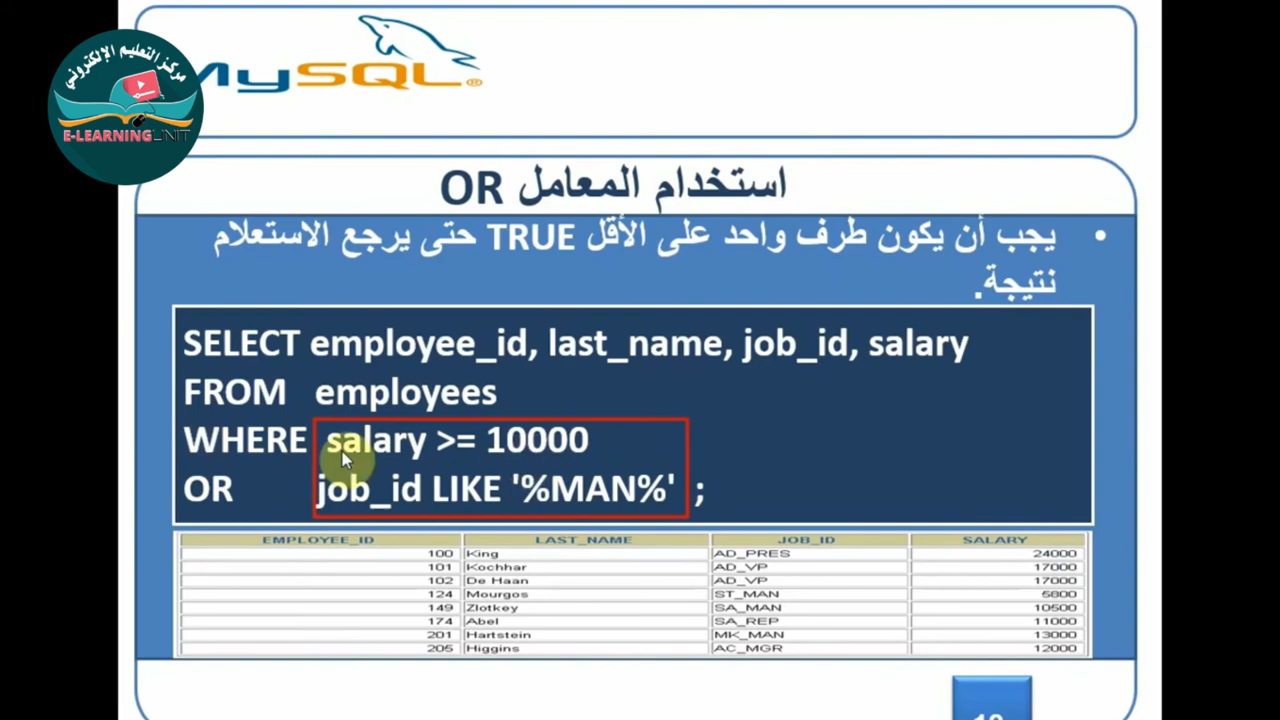 مركز التعليم الإلكتروني
E-LEARNING UNIT
MySQL®
استخدام المعامل OR
• يجب أن يكون طرف واحد على الأقل TRUE حتى يرجع الاستعلام
نتيجة.
SELECT employee_id, last_name, job_id, salary
FROM employees
WHERE salary >= 10000
OR job_id LIKE '%MAN%' ;
EMPLOYEE_ID LAST_NAME JOB_ID SALARY
100 King AD_PRES 24000
101 Kochhar AD_VP 17000
102 De Haan AD_VP 17000
124 Mourgos ST_MAN 5800
149 Zlotkey SA_MAN 10500
174 Abel SA_REP 11000
201 Hartstein MK_MAN 13000
205 Higgins AC_MGR 12000